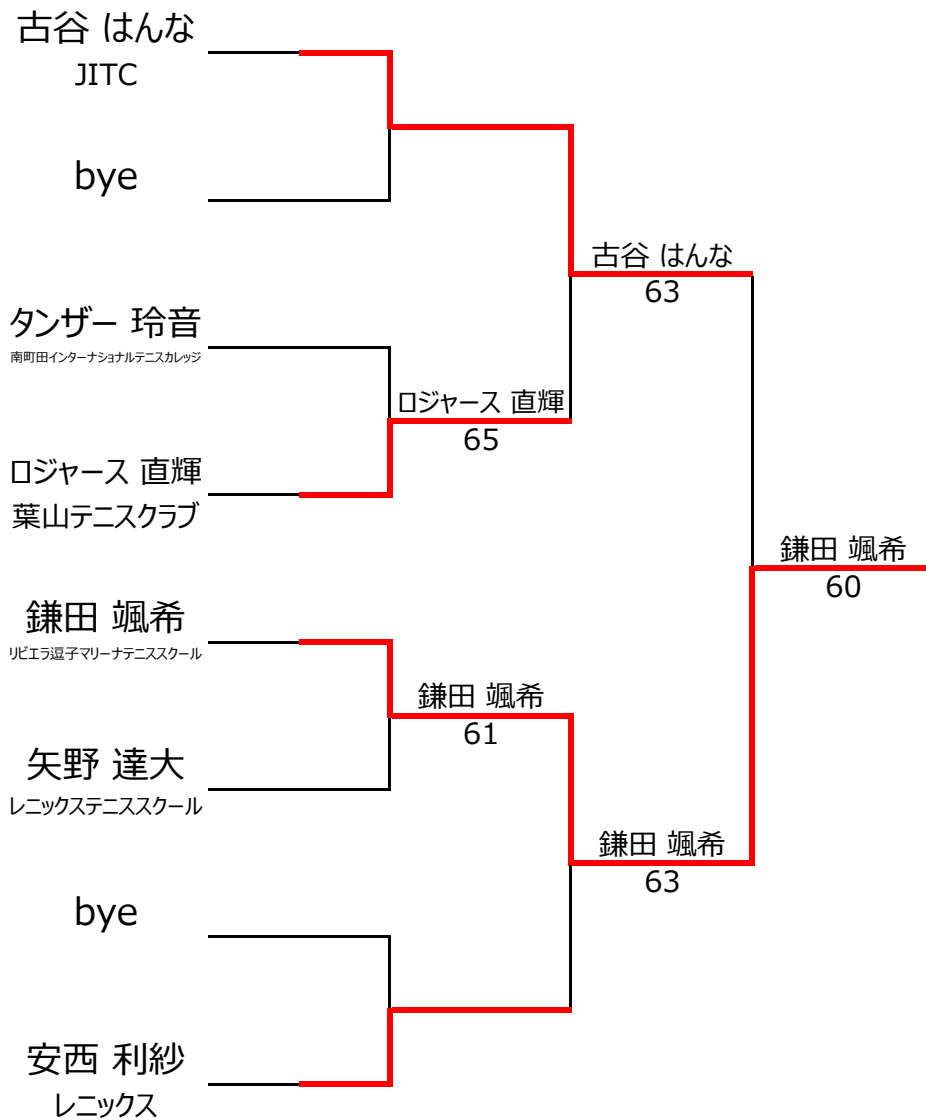 古谷 はんな
JITC
bye
古谷 はんな
63
タンザー 玲音
南町田インターナショナルテニスカレッジ
ロジャース 直輝
65
ロジャース 直輝
葉山テニスクラブ
鎌田 颯希
60
鎌田 颯希
リビエラ逗子マリーナテニススクール
鎌田 颯希
61
矢野 達大
レニックステニススクール
鎌田 颯希
63
bye
安西 利紗
レニックス